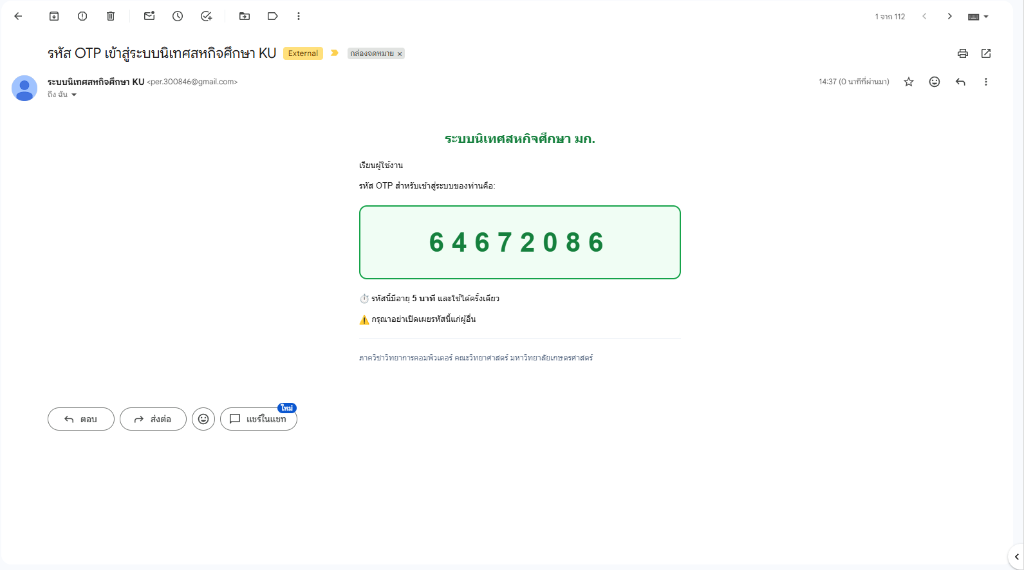 1 จาก 112
รหัส OTP เข้าสู่ระบบนิเทศสหกิจศึกษา KU External กล่องจดหมาย ×
ระบบนิเทศสหกิจศึกษา KU <por.300846@gmail.com> 14:37 (0 นาทีที่ผ่านมา)
ถึง ฉัน
ระบบนิเทศสหกิจศึกษา มก.
เรียนผู้ใช้งาน
รหัส OTP สำหรับเข้าสู่ระบบของท่านคือ:
64672086
⏱️ รหัสนี้มีอายุ 5 นาที และใช้ได้ครั้งเดียว
⚠️ กรุณาอย่าเปิดเผยรหัสนี้แก่ผู้อื่น
ภาควิชาวิทยาการคอมพิวเตอร์ คณะวิทยาศาสตร์ มหาวิทยาลัยเกษตรศาสตร์
ใหม่
ตอบ ส่งต่อ แชร์ในแชท